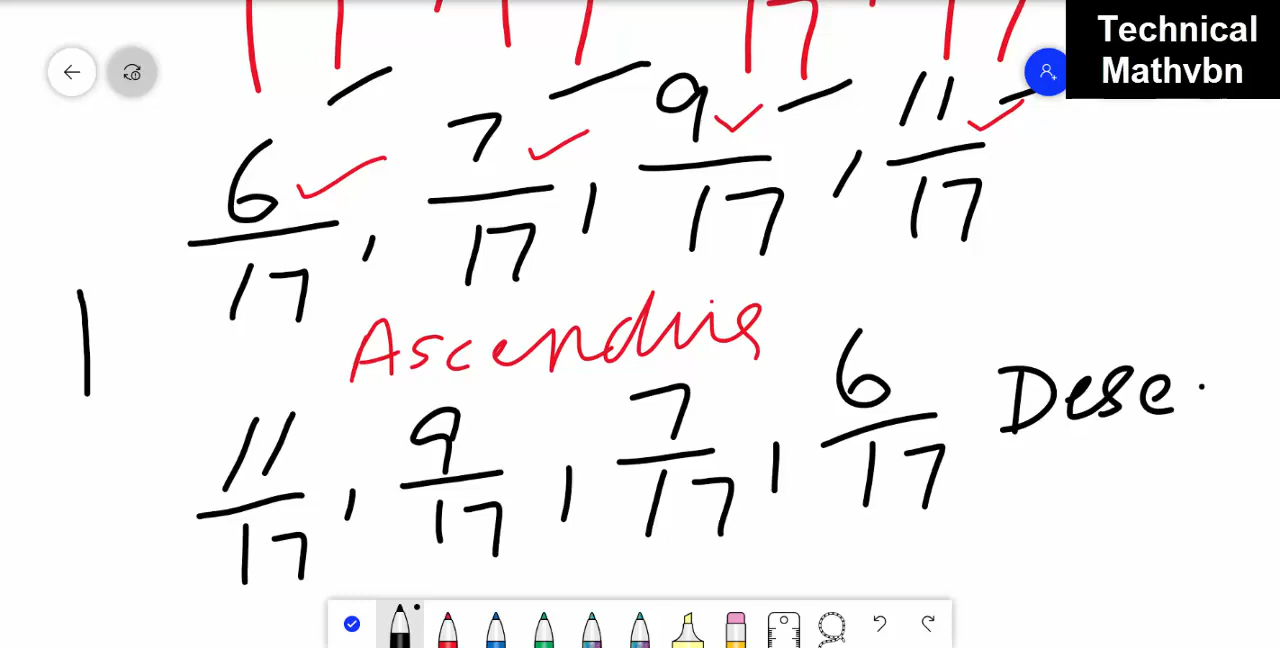 Technical
Mathvbn
6/17, 7/17, 9/17, 11/17
Ascending
11/17, 9/17, 7/17, 6/17 Desc.